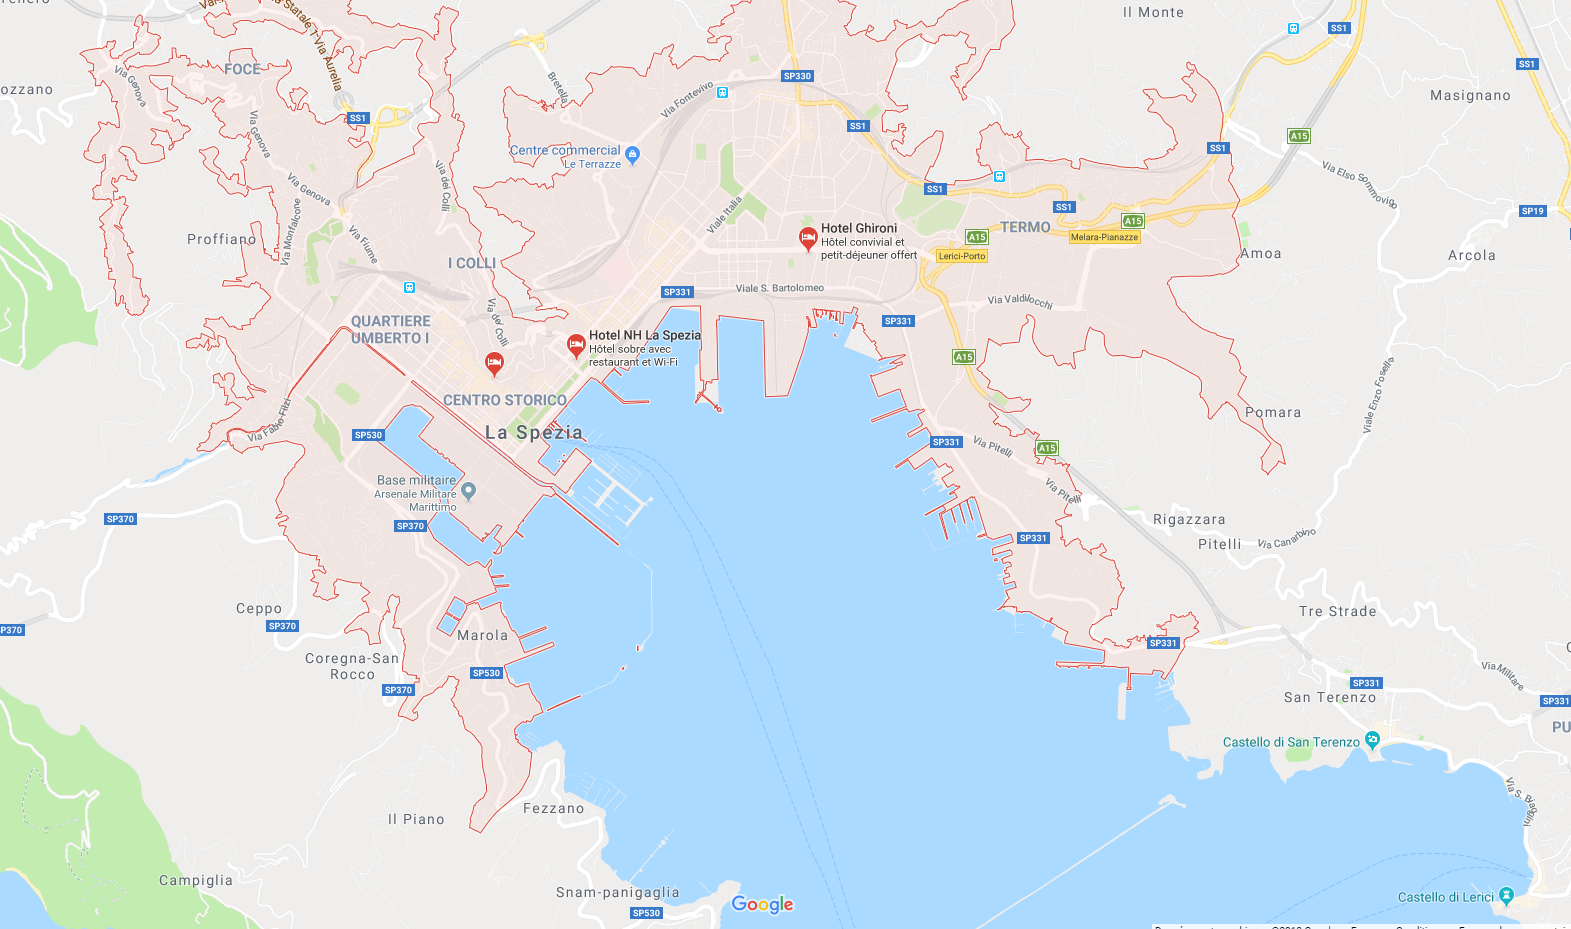 Il Monte
SS1
SS1
FOCE
Via Genova
Via Statale 1-Via Aurelia
SP330
Bretella
Via Fontevivo
Masignano
ozzano
SS1
SS1
A15
Via Genova
Centre commercial
Le Terrazze
SS1
Via dei Colli
Via Genova
SS1
Via Elso Sommovigo
SS1
A15
SP19
Viale Italia
Via Monfalcone
Proffiano
Via Fiume
Hotel Ghironi
Hôtel convivial et
petit-déjeuner offert
TERMO
A15
Melara-Pianazze
Lerici-Porto
Amoa
Arcola
I COLLI
Viale S. Bartolomeo
SP331
Via Valdilocchi
Via de' Colli
QUARTIERE
UMBERTO I
SP331
Hotel NH La Spezia
Hôtel sobre avec
restaurant et Wi-Fi
A15
Viale Enzo Fosella
CENTRO STORICO
Pomara
Via Fabio Filzi
SP530
La Spezia
SP331
Via Pitelli
A15
Base militaire
Arsenale Militare
Marittimo
Via Pitelli
SP370
SP370
Rigazzara
Pitelli
Via Canarbino
SP331
Ceppo
SP370
SP370
Tre Strade
Marola
SP331
Coregna-San
Rocco
SP530
SP370
Via Militare
SP331
San Terenzo
SP331
PU
Castello di San Terenzo
Via S. Biaggini
Fezzano
Il Piano
Campiglia
Snam-panigaglia
SP530
Google
Castello di Lerici